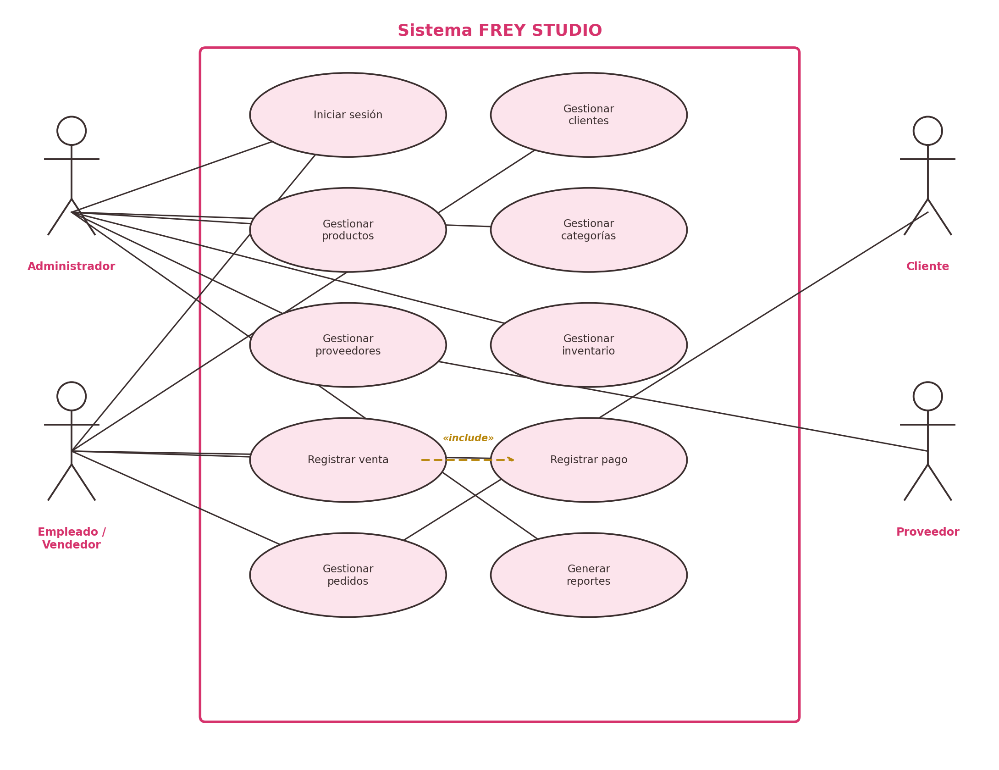 Sistema FREY STUDIO
Iniciar sesión
Gestionar
clientes
Gestionar
productos
Gestionar
categorías
Administrador
Cliente
Gestionar
proveedores
Gestionar
inventario
«include»
Registrar venta
Registrar pago
Empleado /
Vendedor
Proveedor
Gestionar
pedidos
Generar
reportes